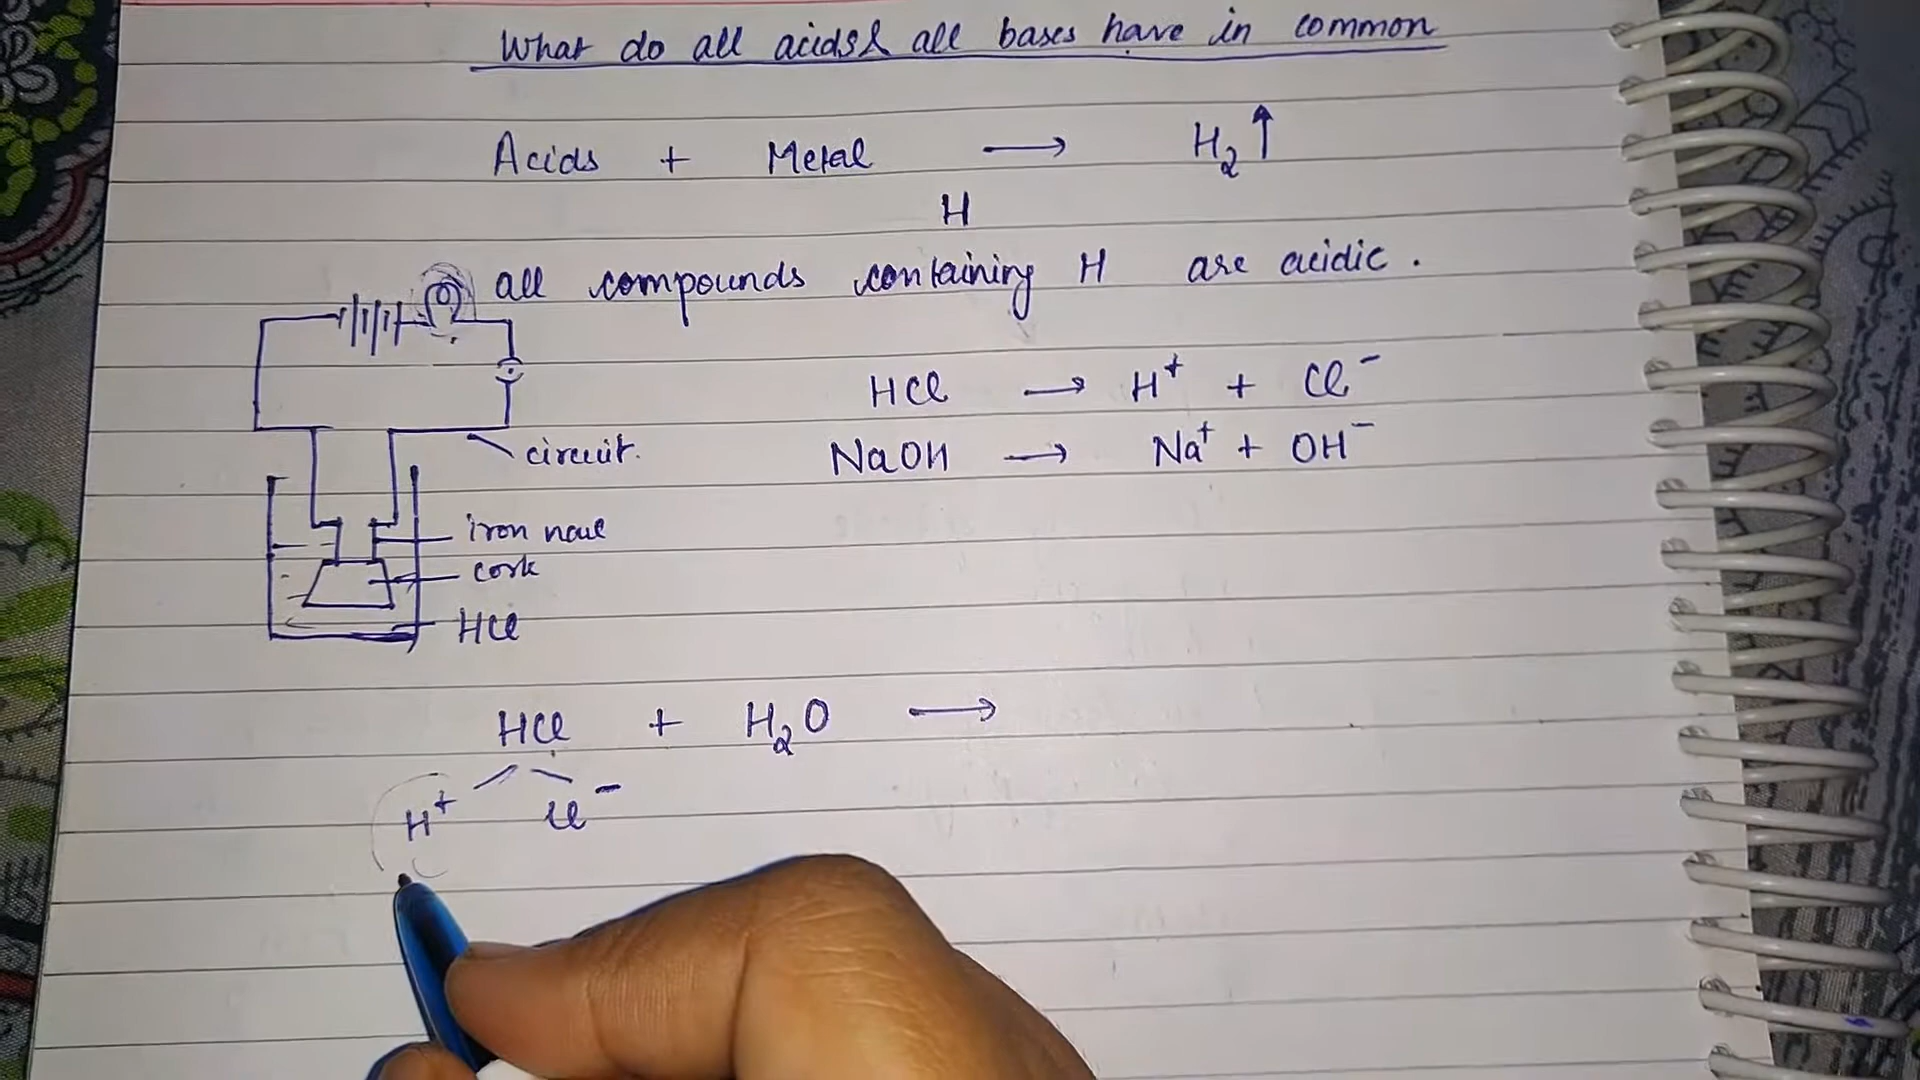 What do all acids & all bases have in common
Acids + Metal → H₂↑
H
all compounds containing H are acidic .
HCl → H⁺ + Cl⁻
circuit.
NaOH → Na⁺ + OH⁻
iron nail
cork
HCl
HCl + H₂O →
H⁺ Cl⁻